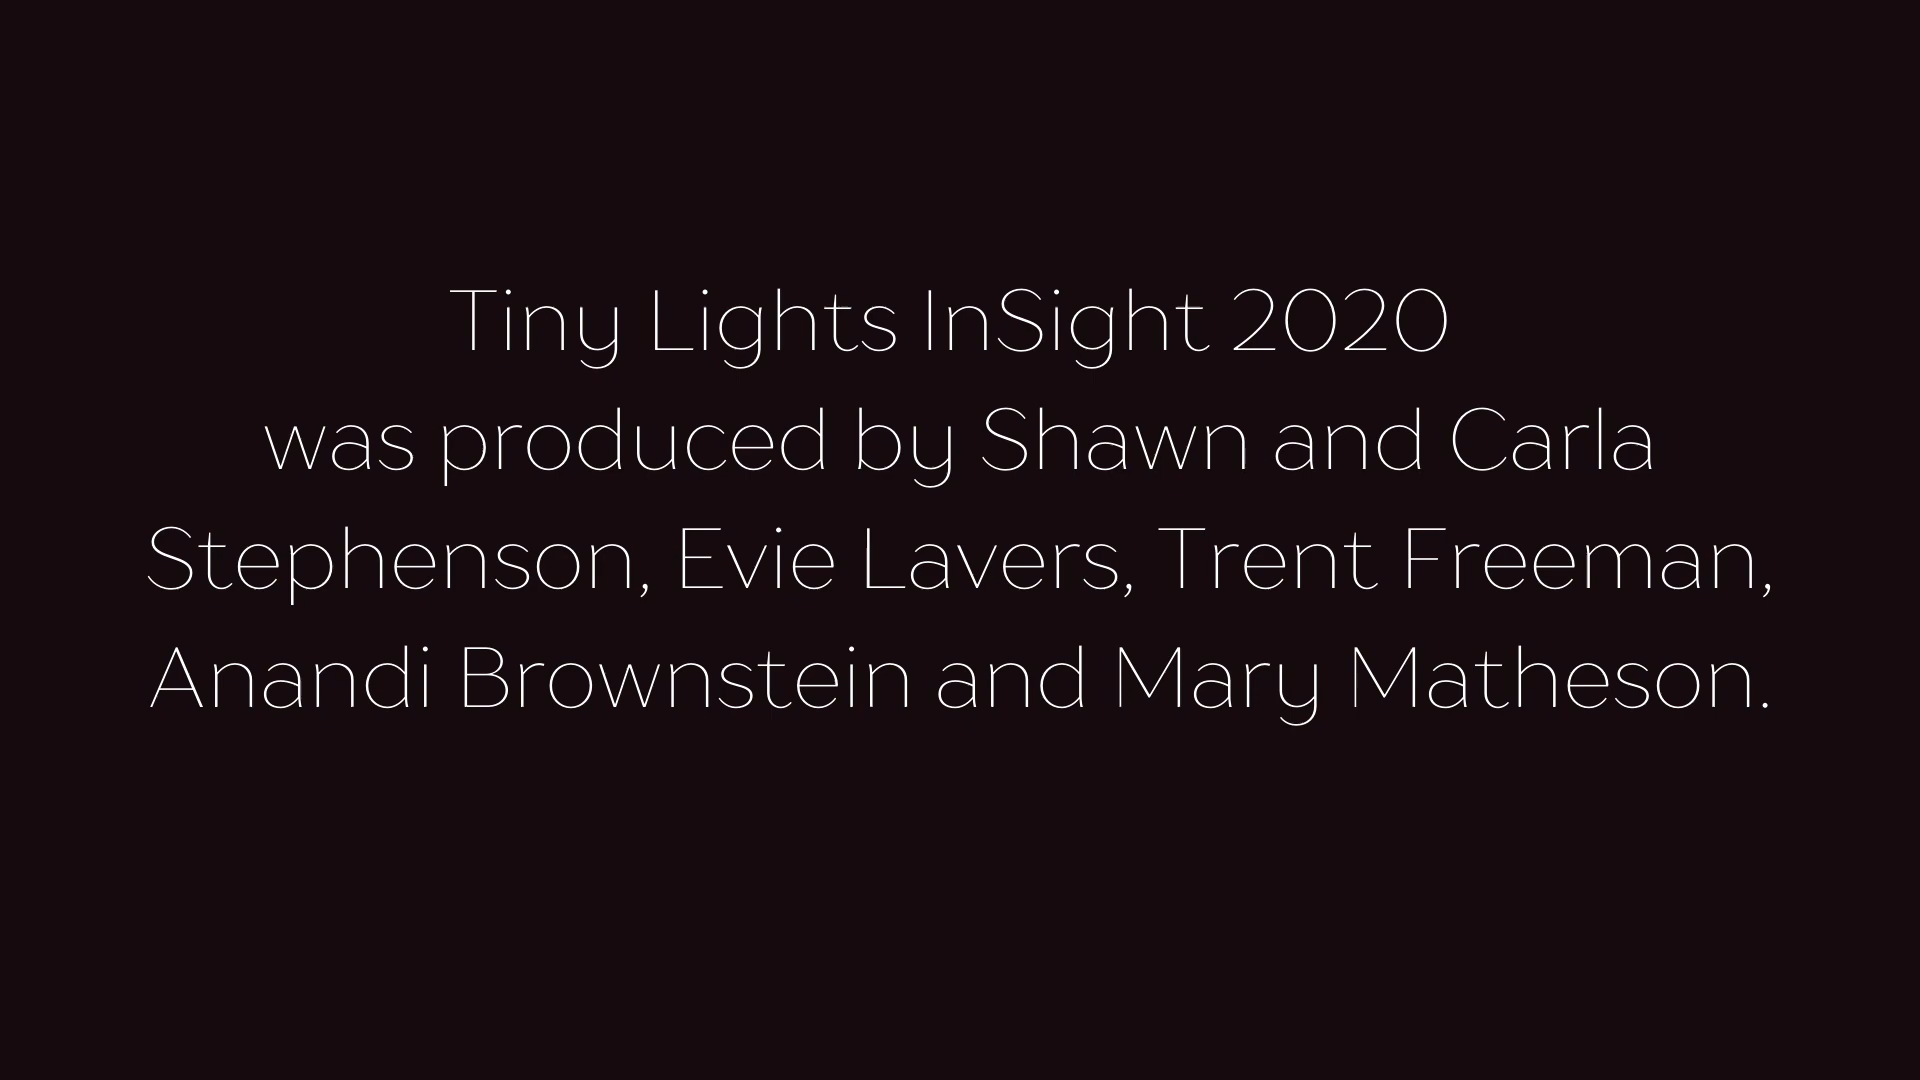 Tiny Lights InSight 2020
was produced by Shawn and Carla
Stephenson, Evie Lavers, Trent Freeman,
Anandi Brownstein and Mary Matheson.